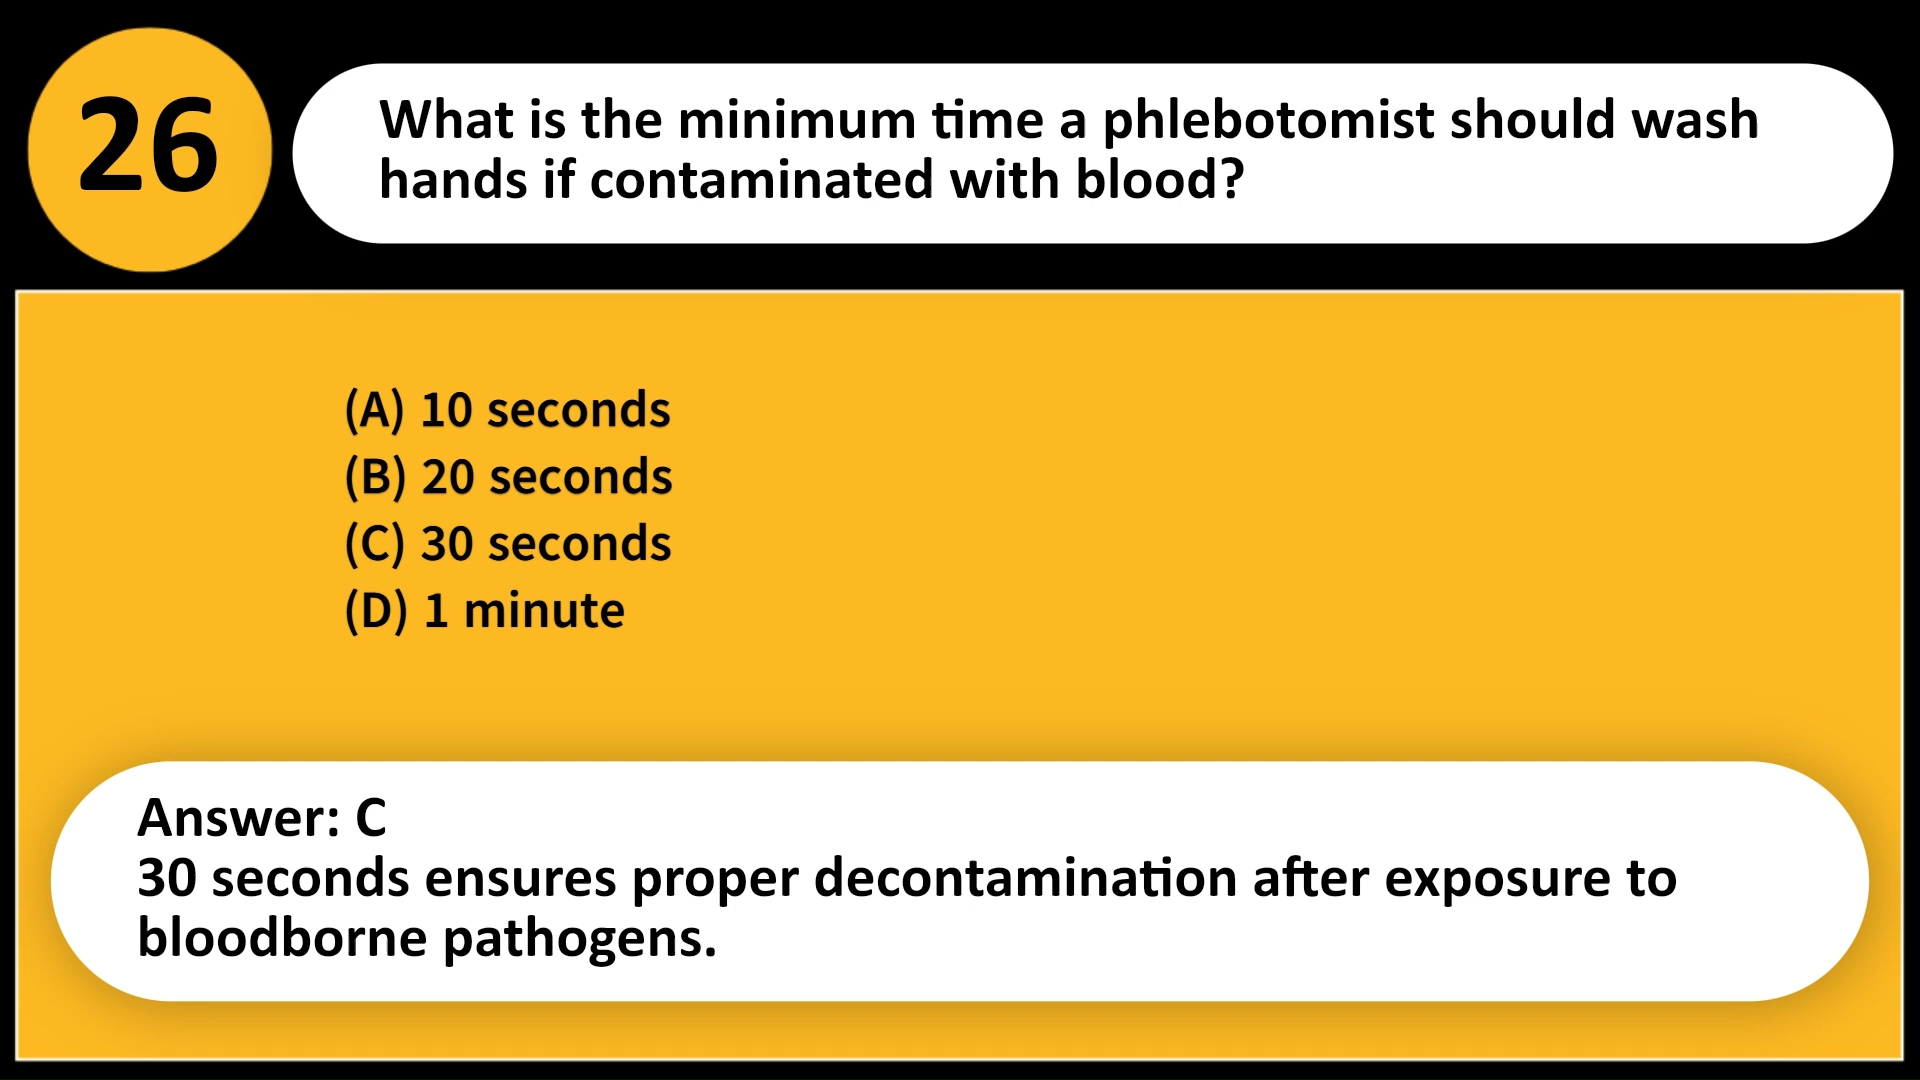 26
What is the minimum time a phlebotomist should wash
hands if contaminated with blood?
(A) 10 seconds
(B) 20 seconds
(C) 30 seconds
(D) 1 minute
Answer: C
30 seconds ensures proper decontamination after exposure to
bloodborne pathogens.